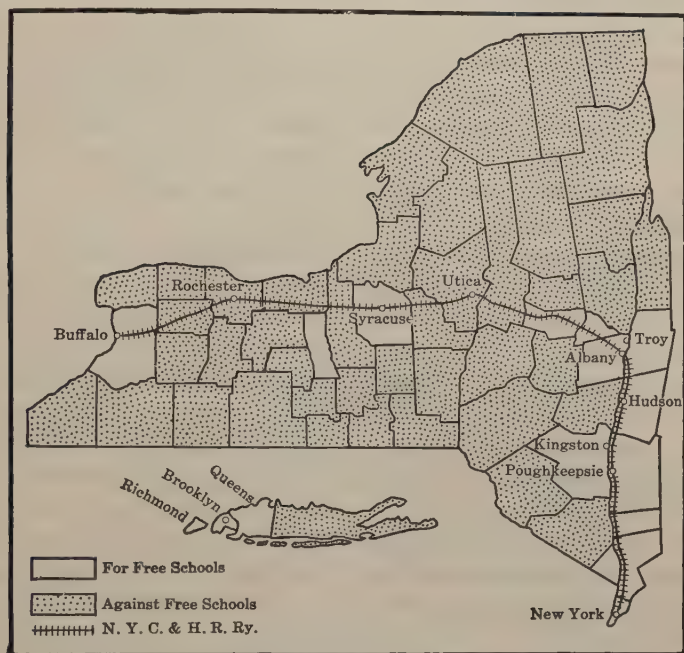 Rochester
Utica
Buffalo
Syracuse
Troy
Albany
Hudson
Kingston
Poughkeepsie
Queens
Brooklyn
Richmond
For Free Schools
Against Free Schools
New York
N. Y. C. & H. R. Ry.